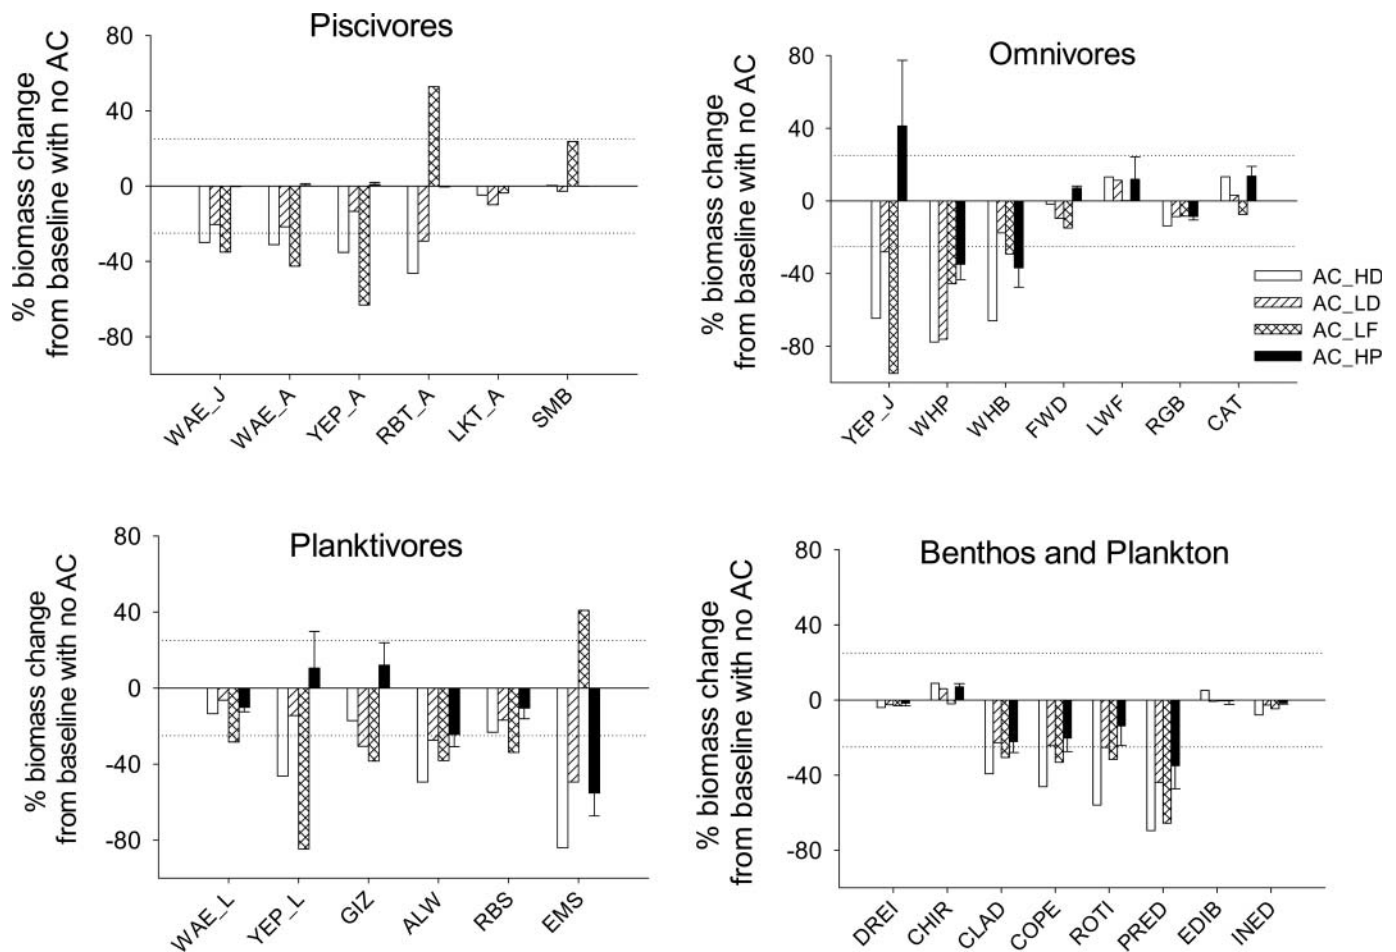 Piscivores
% biomass change
from baseline with no AC
80
40
0
-40
-80
WAE_J
WAE_A
YEP_A
RBT_A
LKT_A
SMB
Omnivores
% biomass change
from baseline with no AC
80
40
0
-40
-80
YEP_J
WHP
WHB
FWD
LWF
RGB
CAT
AC_HD
AC_LD
AC_LF
AC_HP
Planktivores
% biomass change
from baseline with no AC
80
40
0
-40
-80
WAE_L
YEP_L
GIZ
ALW
RBS
EMS
Benthos and Plankton
% biomass change
from baseline with no AC
80
40
0
-40
-80
DREI
CHIR
CLAD
COPE
ROTI
PRED
EDIB
INED